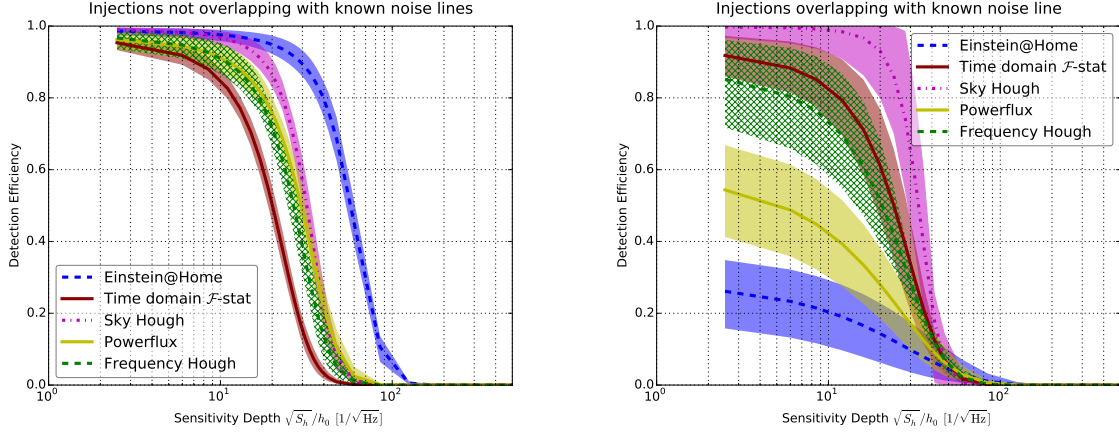 Injections not overlapping with known noise lines
1.0
0.8
0.6
0.4
0.2
0.0
Detection Efficiency
Einstein@Home
Time domain ℱ-stat
Sky Hough
Powerflux
Frequency Hough
10⁰
10¹
10²
Sensitivity Depth √S_h/h₀ [1/√Hz]
Injections overlapping with known noise line
1.0
0.8
0.6
0.4
0.2
0.0
Detection Efficiency
Einstein@Home
Time domain ℱ-stat
Sky Hough
Powerflux
Frequency Hough
10⁰
10¹
10²
Sensitivity Depth √S_h/h₀ [1/√Hz]